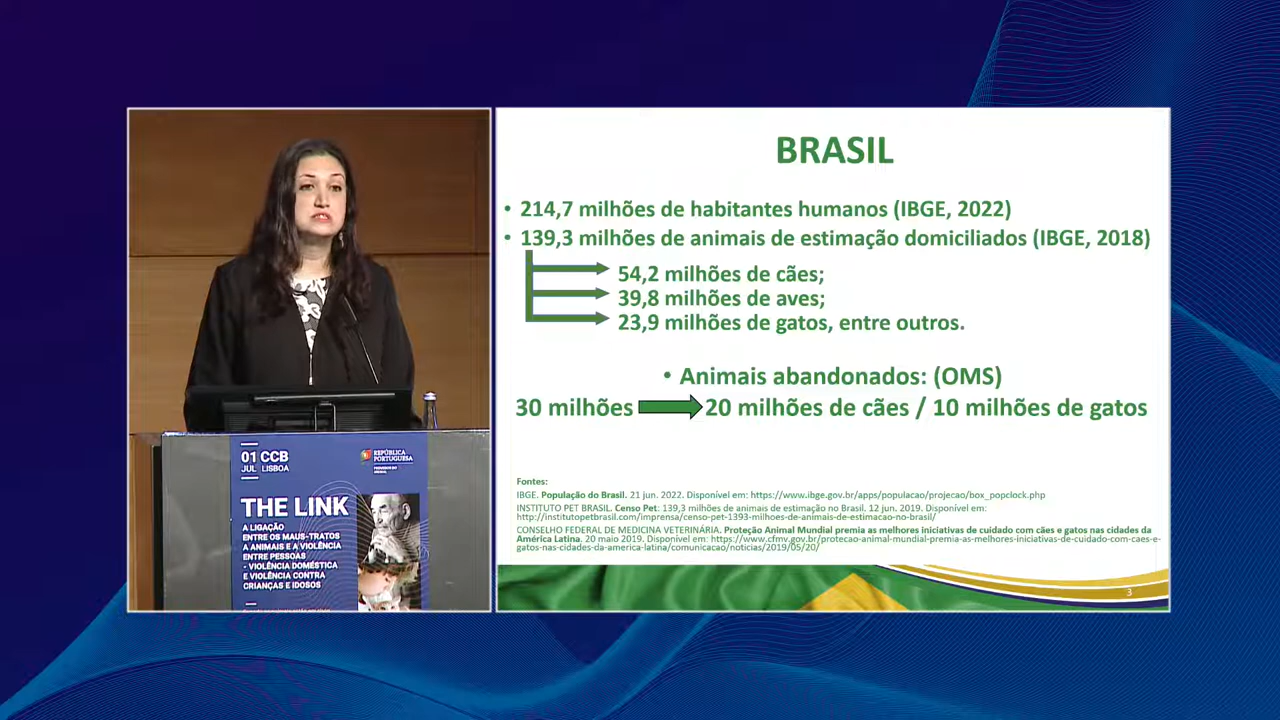 BRASIL
• 214,7 milhões de habitantes humanos (IBGE, 2022)
• 139,3 milhões de animais de estimação domiciliados (IBGE, 2018)
54,2 milhões de cães;
39,8 milhões de aves;
23,9 milhões de gatos, entre outros.
• Animais abandonados: (OMS)
30 milhões 20 milhões de cães / 10 milhões de gatos
Fontes:
IBGE. População do Brasil. 21 jun. 2022. Disponível em: https://www.ibge.gov.br/apps/populacao/projecao/box_popclock.php
INSTITUTO PET BRASIL. Censo Pet: 139,3 milhões de animais de estimação no Brasil. 12 jun. 2019. Disponível em:
http://institutopetbrasil.com/imprensa/censo-pet-1393-milhoes-de-animais-de-estimacao-no-brasil/
CONSELHO FEDERAL DE MEDICINA VETERINÁRIA. Proteção Animal Mundial premia as melhores iniciativas de cuidado com cães e gatos nas cidades da
América Latina. 20 maio 2019. Disponível em: https://www.cfmv.gov.br/protecao-animal-mundial-premia-as-melhores-iniciativas-de-cuidado-com-caes-e-
gatos-nas-cidades-da-america-latina/comunicacao/noticias/2019/05/20/
3
01 CCB
JUL LISBOA
REPÚBLICA
PORTUGUESA
THE LINK
A LIGAÇÃO
ENTRE OS MAUS-TRATOS
A ANIMAIS E A VIOLÊNCIA
ENTRE PESSOAS
- VIOLÊNCIA DOMÉSTICA
E VIOLÊNCIA CONTRA
CRIANÇAS E IDOSOS